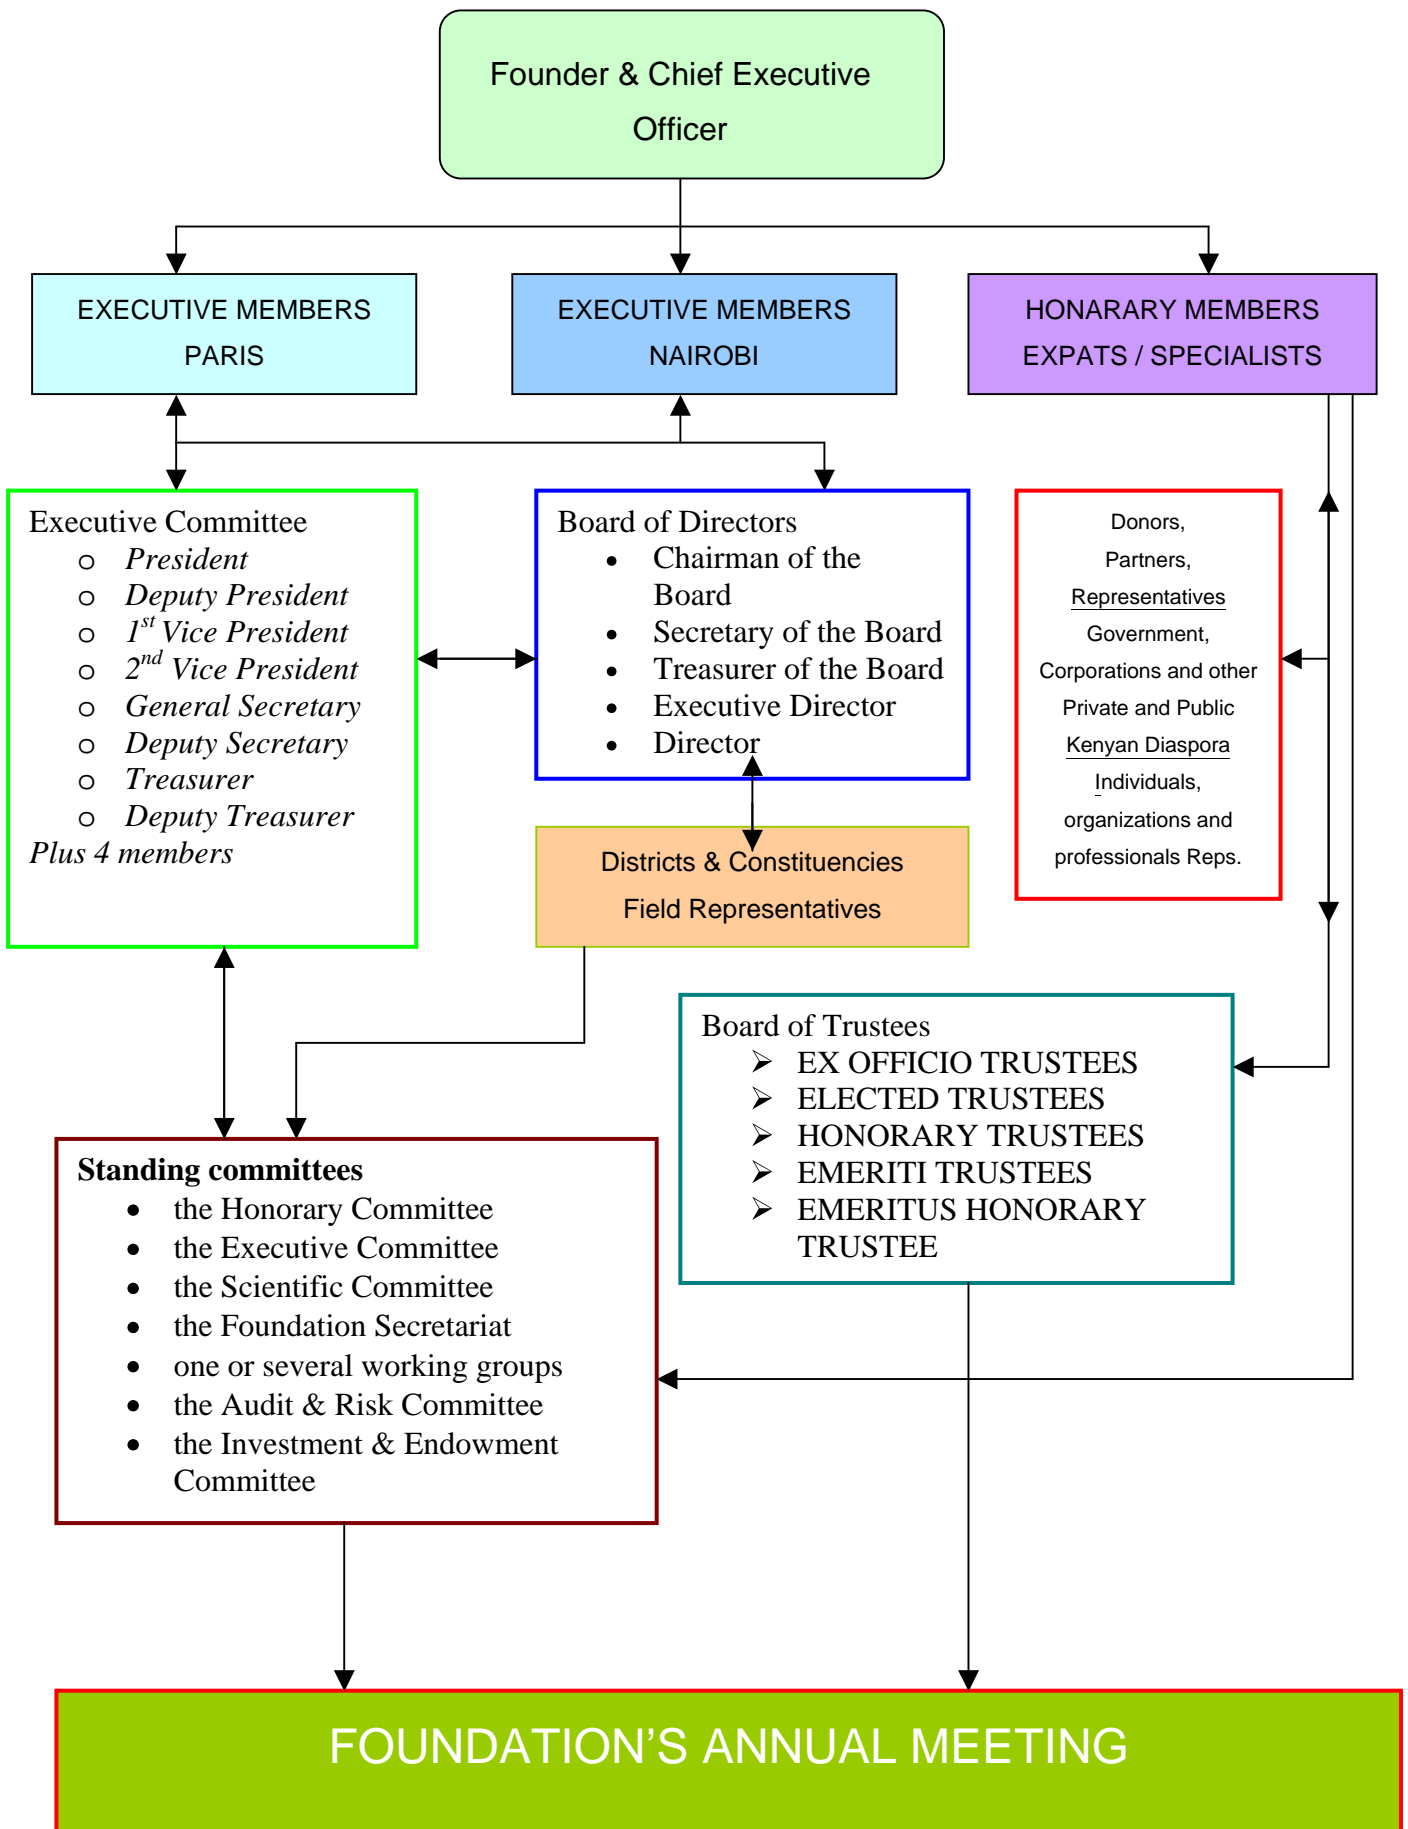 Founder & Chief Executive
Officer
EXECUTIVE MEMBERS
PARIS
EXECUTIVE MEMBERS
NAIROBI
HONARARY MEMBERS
EXPATS / SPECIALISTS
Executive Committee
o President
o Deputy President
o 1st Vice President
o 2nd Vice President
o General Secretary
o Deputy Secretary
o Treasurer
o Deputy Treasurer
Plus 4 members
Board of Directors
• Chairman of the
Board
• Secretary of the Board
• Treasurer of the Board
• Executive Director
• Director
Donors,
Partners,
Representatives
Government,
Corporations and other
Private and Public
Kenyan Diaspora
Individuals,
organizations and
professionals Reps.
Districts & Constituencies
Field Representatives
Board of Trustees
➢ EX OFFICIO TRUSTEES
➢ ELECTED TRUSTEES
➢ HONORARY TRUSTEES
➢ EMERITI TRUSTEES
➢ EMERITUS HONORARY
TRUSTEE
Standing committees
• the Honorary Committee
• the Executive Committee
• the Scientific Committee
• the Foundation Secretariat
• one or several working groups
• the Audit & Risk Committee
• the Investment & Endowment
Committee
FOUNDATION’S ANNUAL MEETING